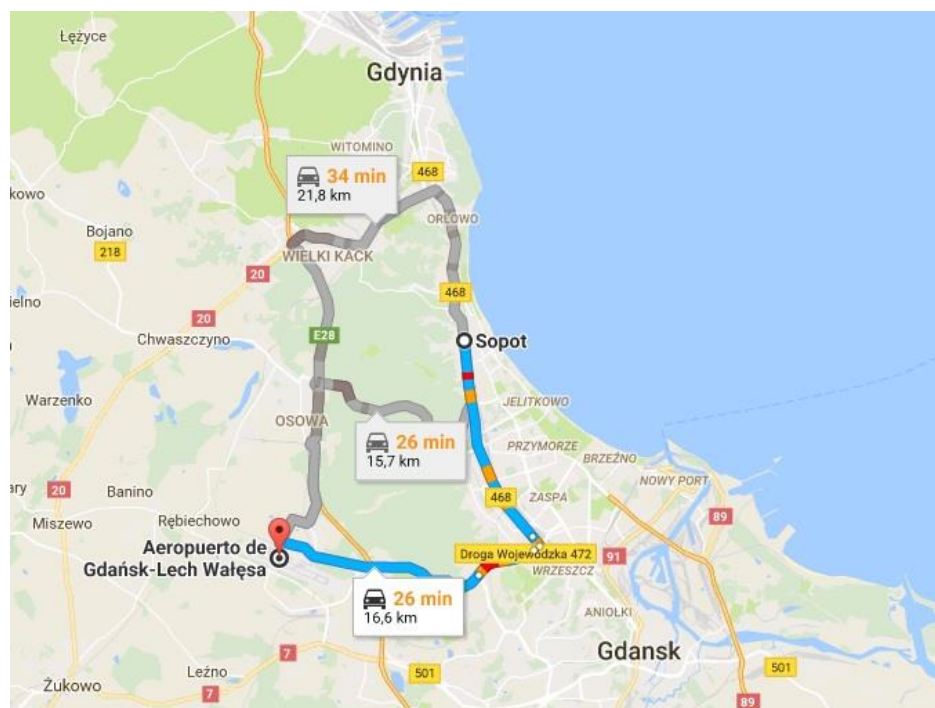 Łężyce
Gdynia
WITOMINO
34 min
21,8 km
468
kowo
ORŁOWO
Bojano
218
WIELKI KACK
20
468
ielno
20
E28
Chwaszczyno
Sopot
Warzenko
JELITKOWO
OSOWA
26 min
15,7 km
PRZYMORZE
BRZEŹNO
NOWY PORT
ary
20
Banino
468
ZASPA
89
Miszewo
Rębiechowo
Aeropuerto de
Gdańsk-Lech Wałęsa
Droga Wojewódzka 472
91
WRZESZCZ
26 min
16,6 km
ANIOŁKI
7
Gdansk
Leźno
501
501
Żukowo
7
89